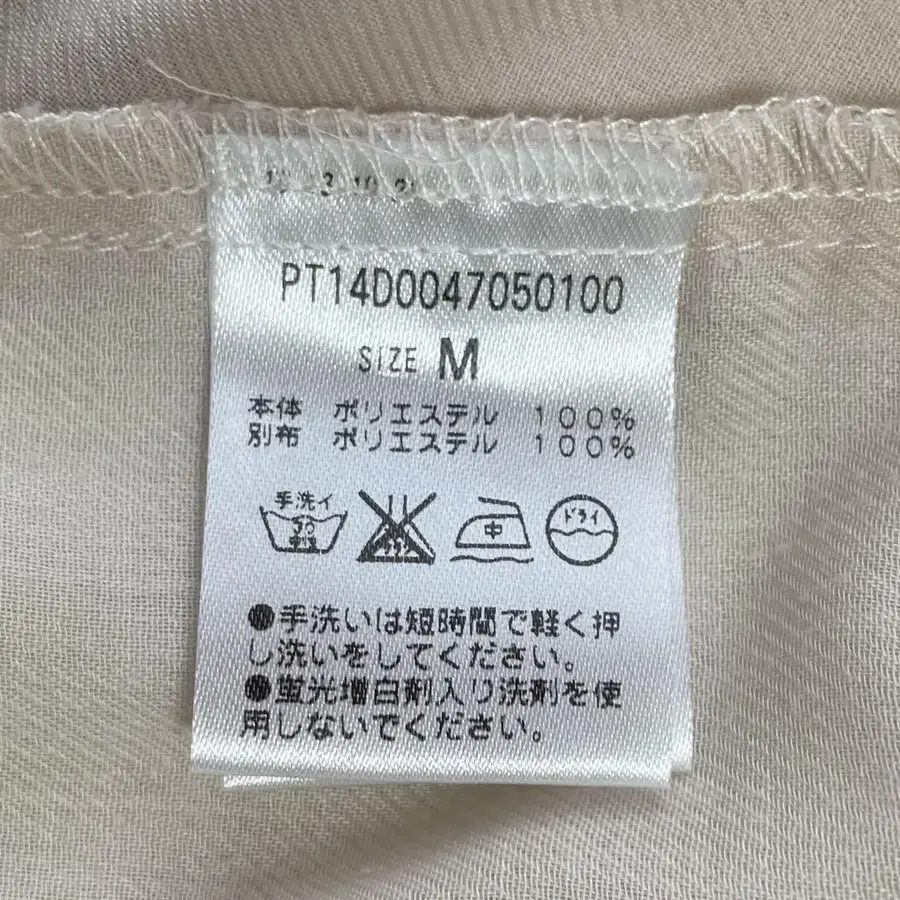 PT14D0047050100
SIZE M
本体 ポリエステル 100%
別布 ポリエステル 100%
手洗イ
中
ドライ
●手洗いは短時間で軽く押
し洗いをしてください。
●蛍光増白剤入り洗剤を使
用しないでください。